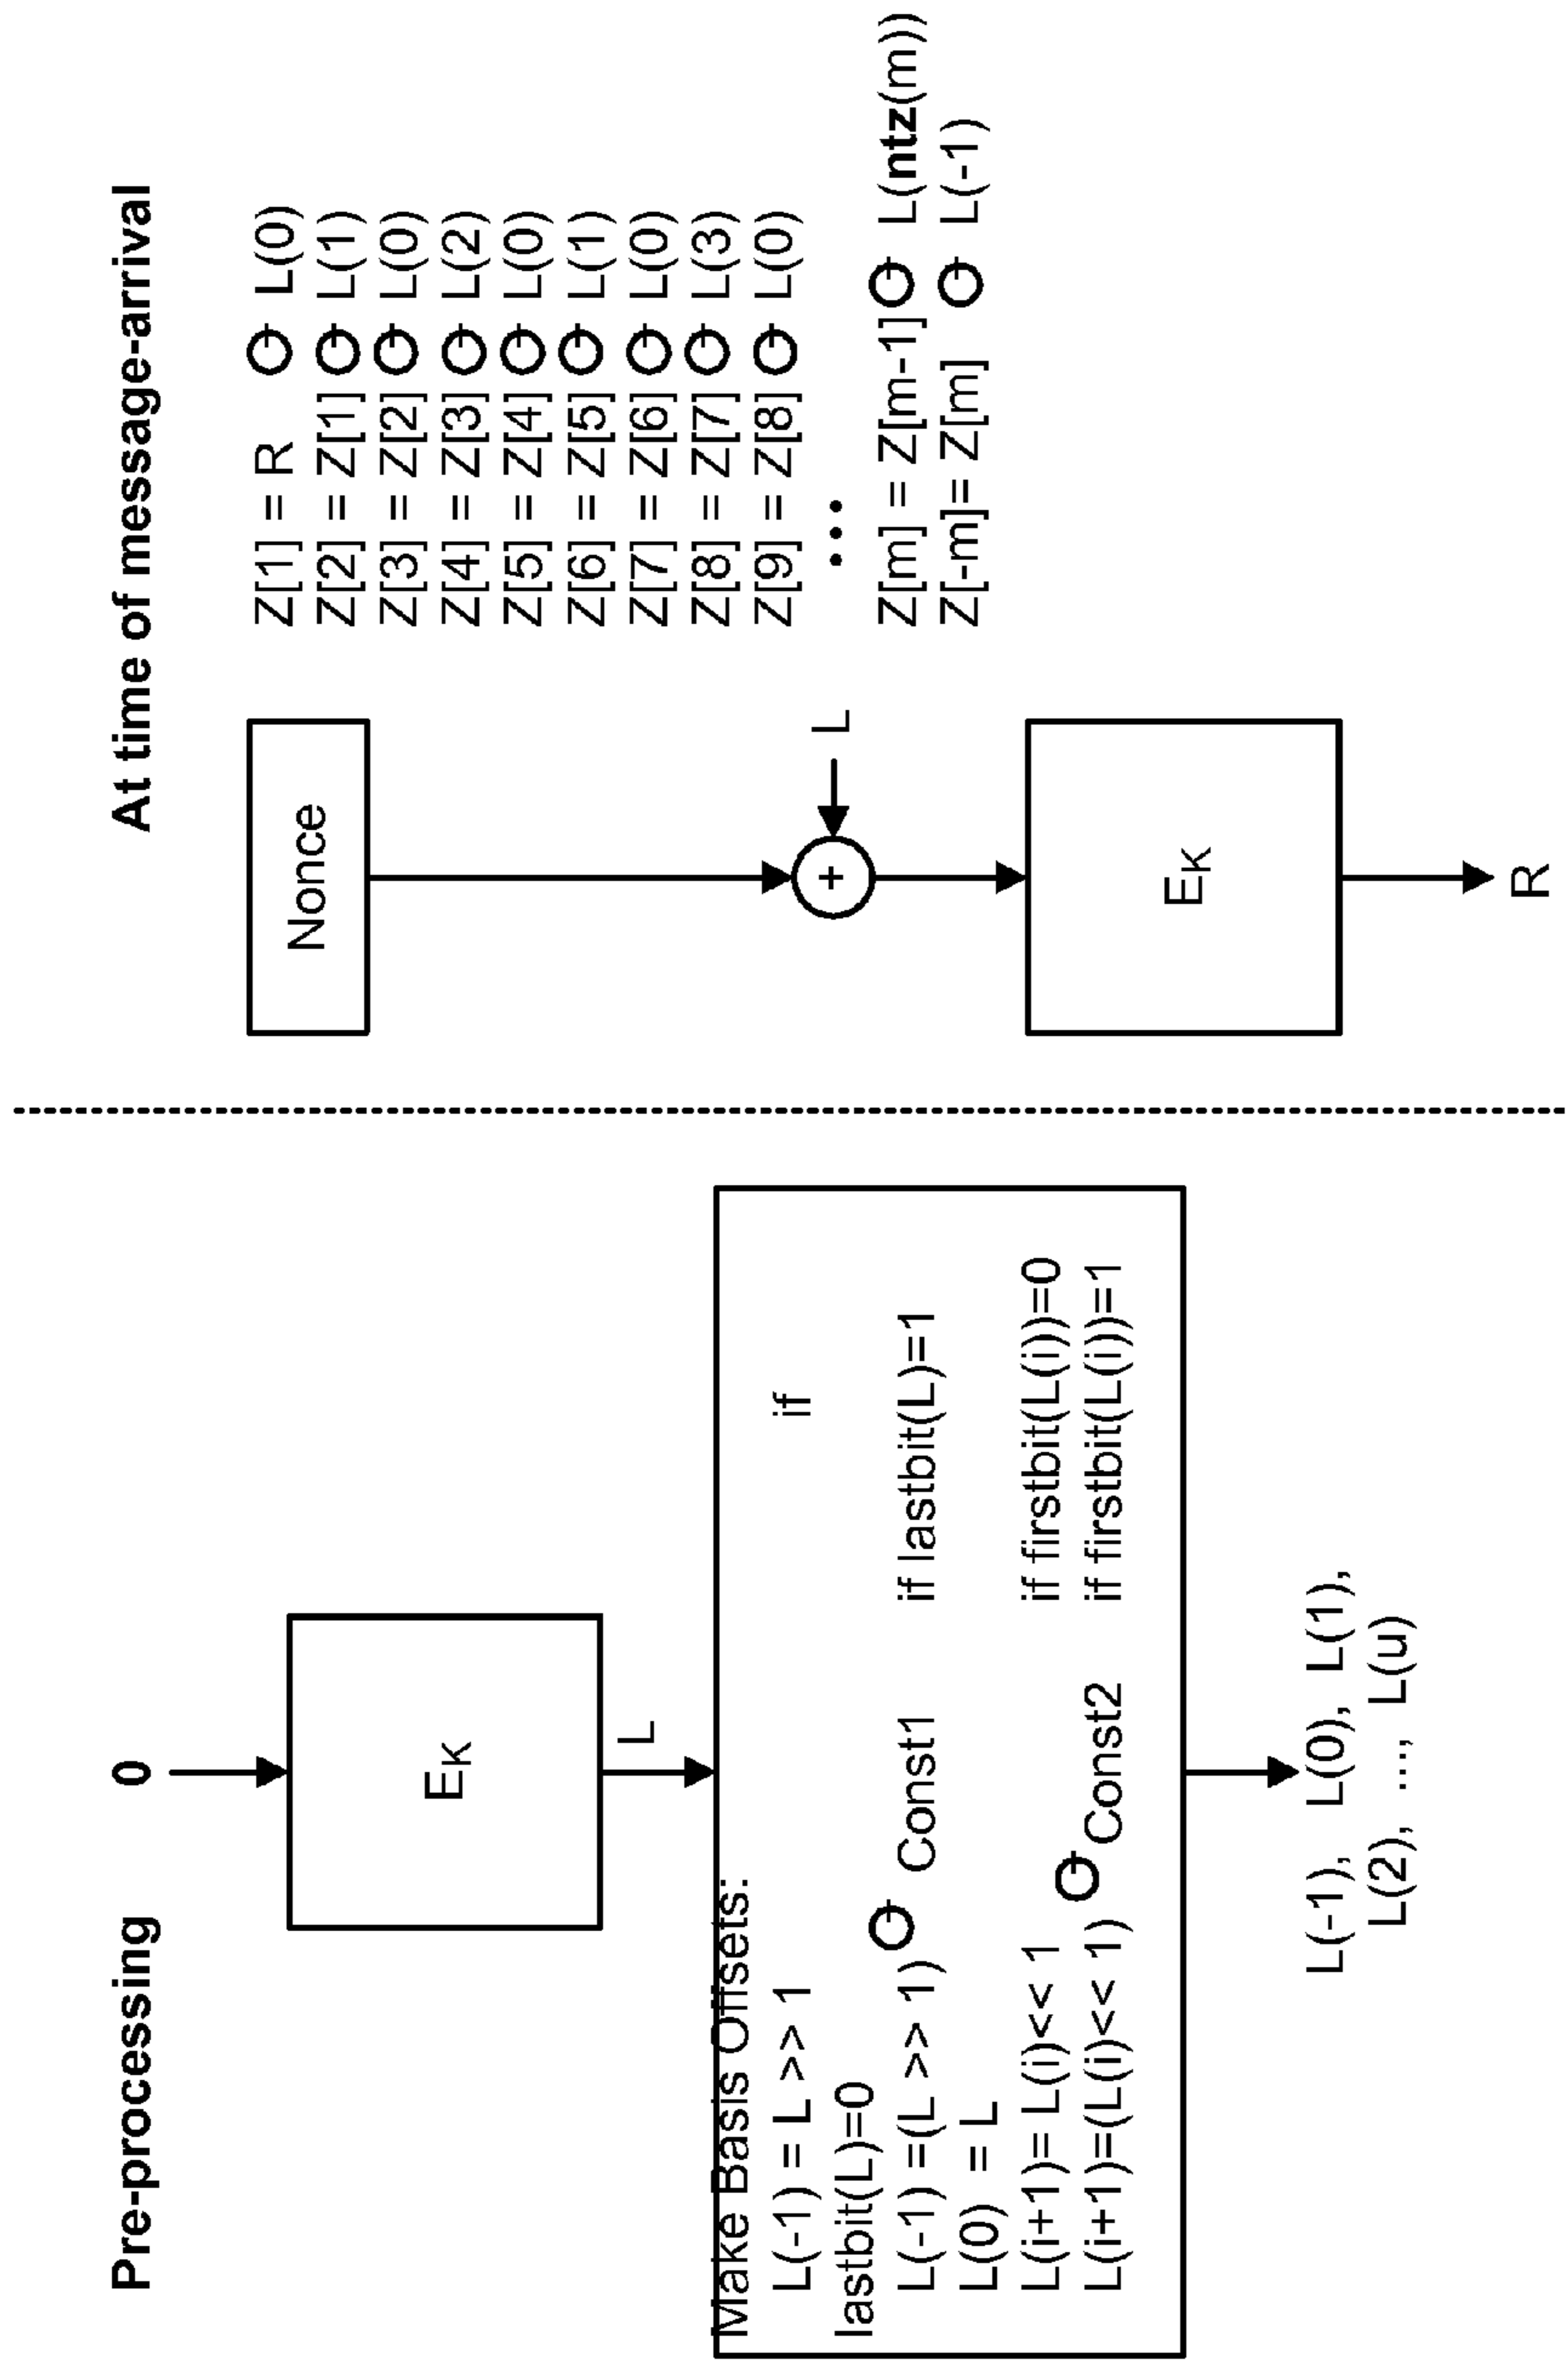 Pre-processing
0
E_K
L
Make Basis Offsets:
L(-1) = L >> 1 if
lastbit(L)=0
L(-1) =(L >> 1) ⊕ Const1 if lastbit(L)=1
L(0) = L
L(i+1)= L(i)<< 1 if firstbit(L(i))=0
L(i+1)=(L(i)<< 1) ⊕ Const2 if firstbit(L(i))=1
L(-1), L(0), L(1),
L(2), ..., L(u)
At time of message-arrival
Nonce
+
L
E_K
R
Z[1] = R ⊕ L(0)
Z[2] = Z[1] ⊕ L(1)
Z[3] = Z[2] ⊕ L(0)
Z[4] = Z[3] ⊕ L(2)
Z[5] = Z[4] ⊕ L(0)
Z[6] = Z[5] ⊕ L(1)
Z[7] = Z[6] ⊕ L(0)
Z[8] = Z[7] ⊕ L(3)
Z[9] = Z[8] ⊕ L(0)
...
Z[m] = Z[m-1] ⊕ L(ntz(m))
Z[-m]= Z[m] ⊕ L(-1)